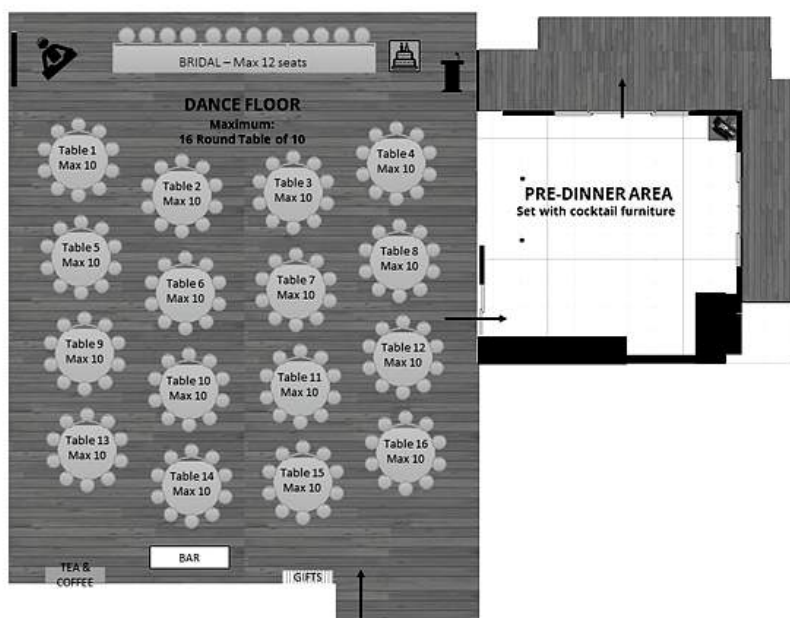 BRIDAL – Max 12 seats
DANCE FLOOR
Maximum:
16 Round Table of 10
Table 1
Max 10
Table 2
Max 10
Table 3
Max 10
Table 4
Max 10
PRE-DINNER AREA
Set with cocktail furniture
Table 5
Max 10
Table 6
Max 10
Table 7
Max 10
Table 8
Max 10
Table 9
Max 10
Table 10
Max 10
Table 11
Max 10
Table 12
Max 10
Table 13
Max 10
Table 14
Max 10
Table 15
Max 10
Table 16
Max 10
BAR
TEA &
COFFEE
GIFTS